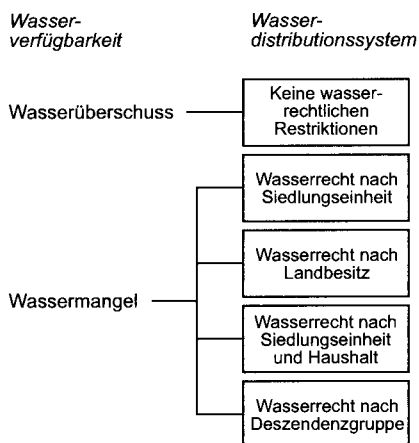 Wasser-
verfügbarkeit
Wasser-
distributionssystem
Wasserüberschuss
Keine wasser-
rechtlichen
Restriktionen
Wassermangel
Wasserrecht nach
Siedlungseinheit
Wasserrecht nach
Landbesitz
Wasserrecht nach
Siedlungseinheit
und Haushalt
Wasserrecht nach
Deszendenzgruppe